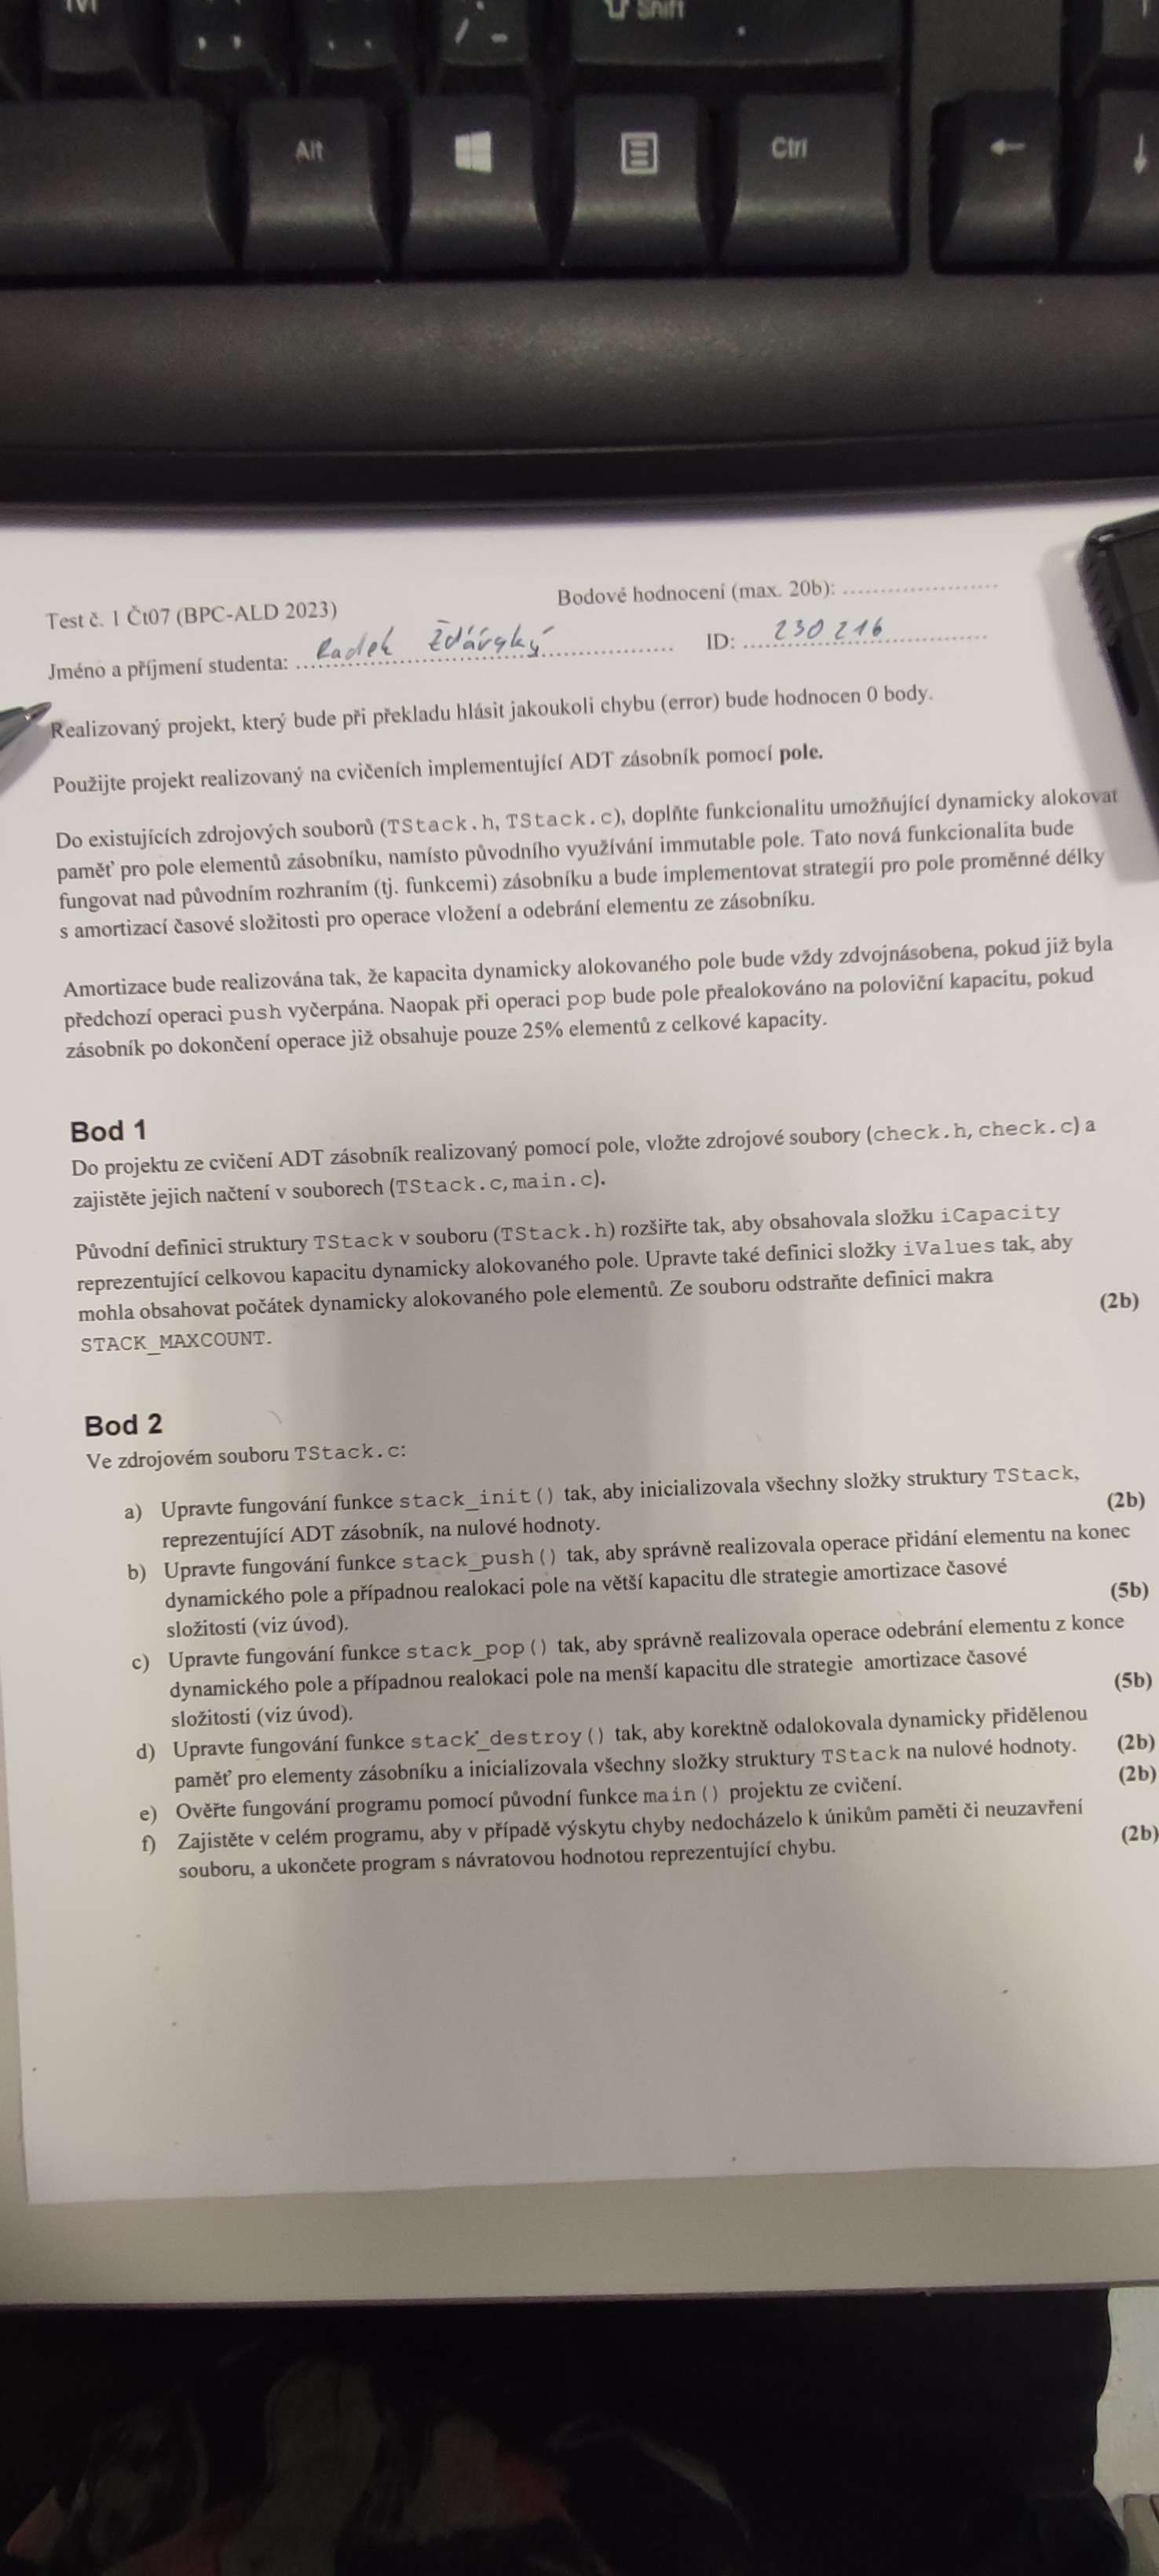 Shift
Alt
Ctrl
Test č. 1 Čt07 (BPC-ALD 2023)
Bodové hodnocení (max. 20b): ........................
Jméno a příjmení studenta: Radek Žďárský
ID: 230216
Realizovaný projekt, který bude při překladu hlásit jakoukoli chybu (error) bude hodnocen 0 body.
Použijte projekt realizovaný na cvičeních implementující ADT zásobník pomocí pole.
Do existujících zdrojových souborů (TStack.h, TStack.c), doplňte funkcionalitu umožňující dynamicky alokovat
paměť pro pole elementů zásobníku, namísto původního využívání immutable pole. Tato nová funkcionalita bude
fungovat nad původním rozhraním (tj. funkcemi) zásobníku a bude implementovat strategii pro pole proměnné délky
s amortizací časové složitosti pro operace vložení a odebrání elementu ze zásobníku.
Amortizace bude realizována tak, že kapacita dynamicky alokovaného pole bude vždy zdvojnásobena, pokud již byla
předchozí operací push vyčerpána. Naopak při operaci pop bude pole přealokováno na poloviční kapacitu, pokud
zásobník po dokončení operace již obsahuje pouze 25% elementů z celkové kapacity.
Bod 1
Do projektu ze cvičení ADT zásobník realizovaný pomocí pole, vložte zdrojové soubory (check.h, check.c) a
zajistěte jejich načtení v souborech (TStack.c, main.c).
Původní definici struktury TStack v souboru (TStack.h) rozšiřte tak, aby obsahovala složku iCapacity
reprezentující celkovou kapacitu dynamicky alokovaného pole. Upravte také definici složky iValues tak, aby
mohla obsahovat počátek dynamicky alokovaného pole elementů. Ze souboru odstraňte definici makra
STACK_MAXCOUNT. (2b)
Bod 2
Ve zdrojovém souboru TStack.c:
a) Upravte fungování funkce stack_init() tak, aby inicializovala všechny složky struktury TStack,
reprezentující ADT zásobník, na nulové hodnoty. (2b)
b) Upravte fungování funkce stack_push() tak, aby správně realizovala operace přidání elementu na konec
dynamického pole a případnou realokaci pole na větší kapacitu dle strategie amortizace časové
složitosti (viz úvod). (5b)
c) Upravte fungování funkce stack_pop() tak, aby správně realizovala operace odebrání elementu z konce
dynamického pole a případnou realokaci pole na menší kapacitu dle strategie amortizace časové
složitosti (viz úvod). (5b)
d) Upravte fungování funkce stack_destroy() tak, aby korektně odalokovala dynamicky přidělenou
paměť pro elementy zásobníku a inicializovala všechny složky struktury TStack na nulové hodnoty. (2b)
e) Ověřte fungování programu pomocí původní funkce main() projektu ze cvičení. (2b)
f) Zajistěte v celém programu, aby v případě výskytu chyby nedocházelo k únikům paměti či neuzavření
souboru, a ukončete program s návratovou hodnotou reprezentující chybu. (2b)